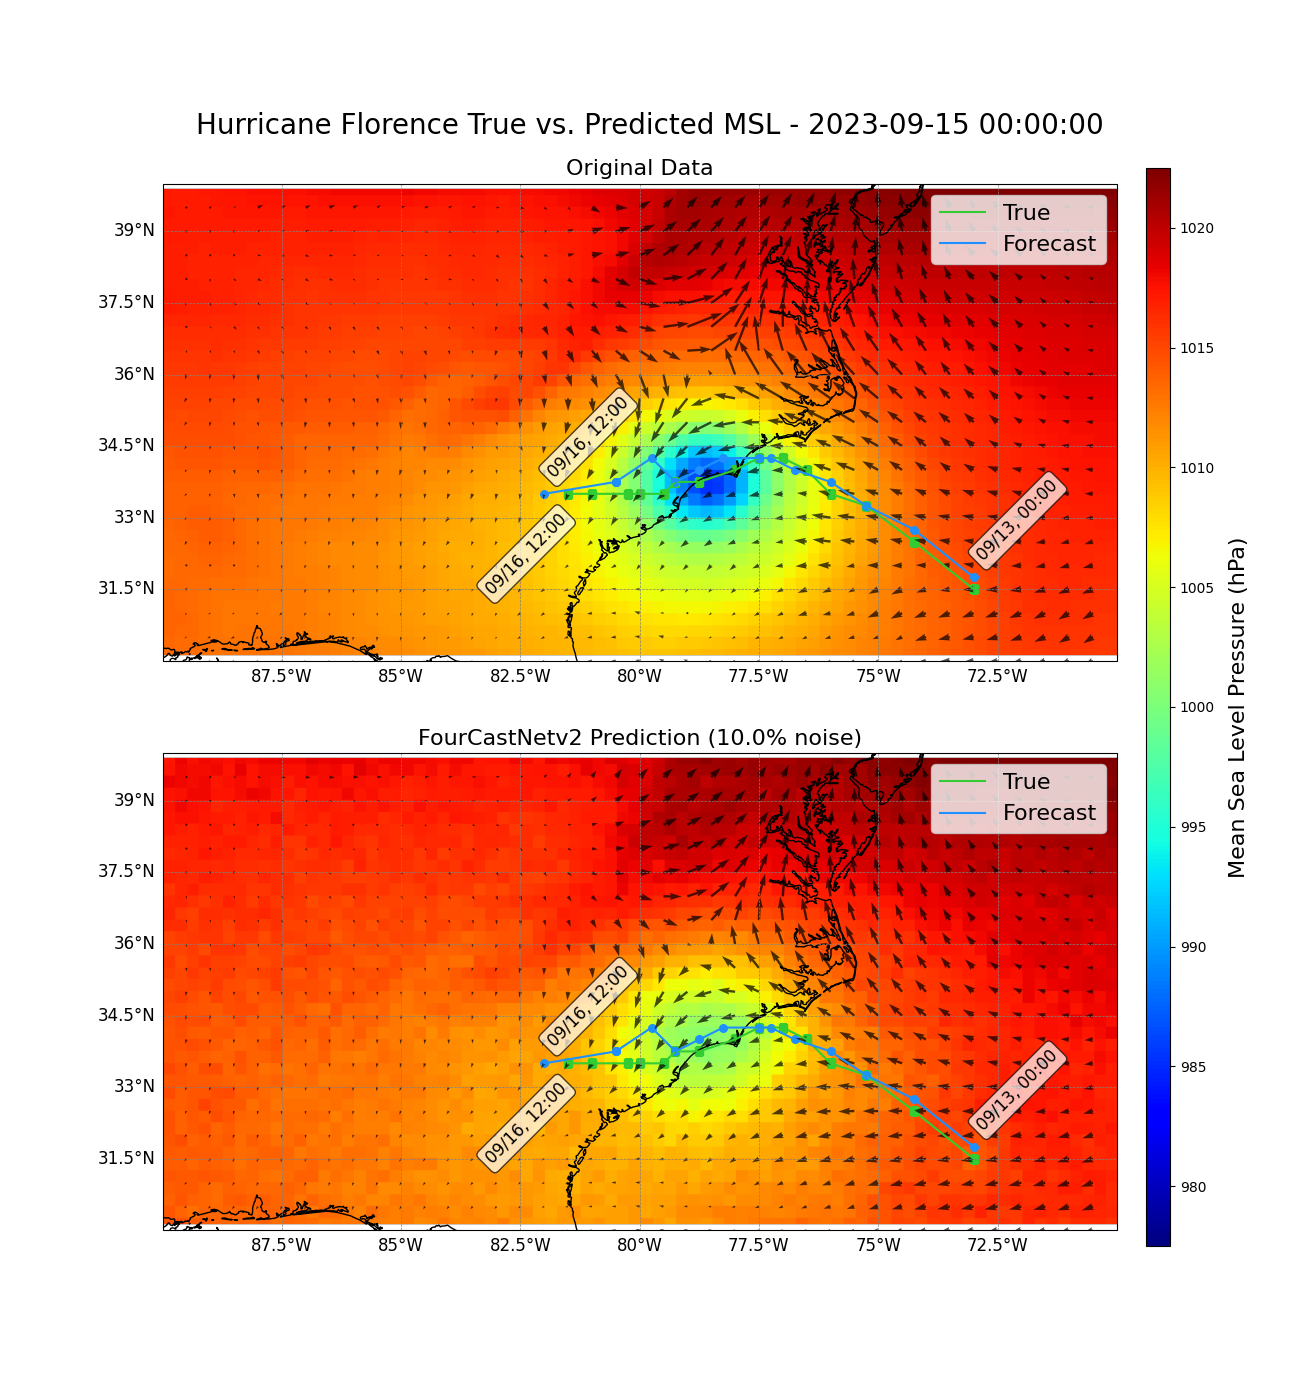 Hurricane Florence True vs. Predicted MSL - 2023-09-15 00:00:00
Original Data
True
Forecast
39°N
37.5°N
36°N
34.5°N
33°N
31.5°N
09/16, 12:00
09/16, 12:00
09/13, 00:00
87.5°W 85°W 82.5°W 80°W 77.5°W 75°W 72.5°W
FourCastNetv2 Prediction (10.0% noise)
True
Forecast
39°N
37.5°N
36°N
34.5°N
33°N
31.5°N
09/16, 12:00
09/16, 12:00
09/13, 00:00
87.5°W 85°W 82.5°W 80°W 77.5°W 75°W 72.5°W
1020
1015
1010
1005
1000
995
990
985
980
Mean Sea Level Pressure (hPa)